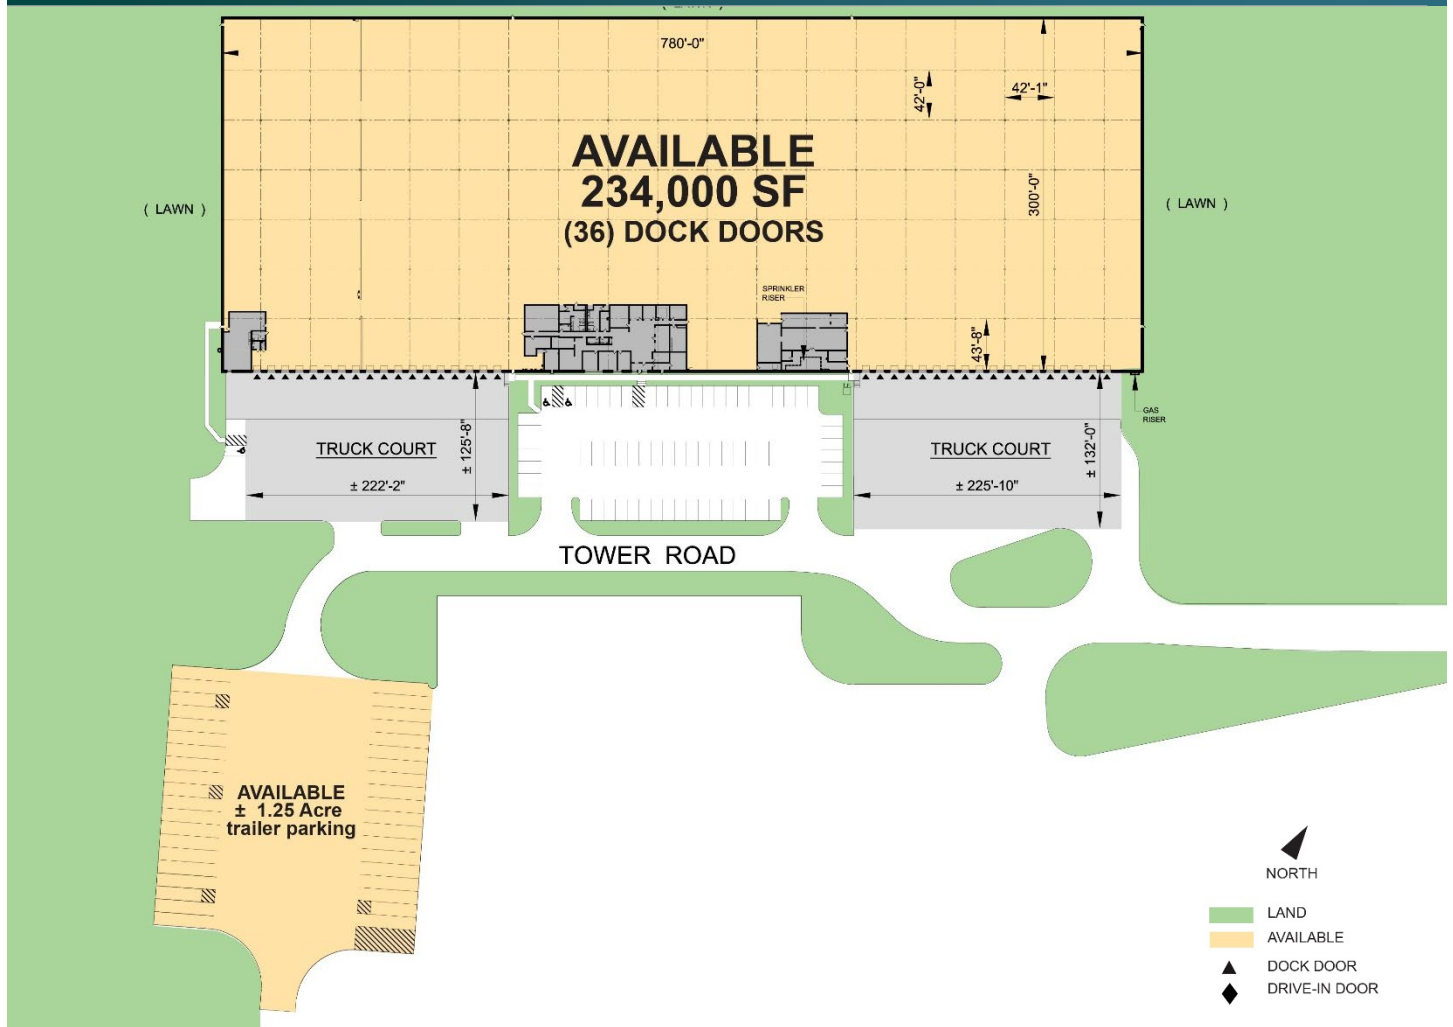 780'-0"
42'-0"
42'-1"
AVAILABLE
234,000 SF
(36) DOCK DOORS
300'-0"
( LAWN )
( LAWN )
SPRINKLER
RISER
43'-8"
GAS
RISER
TRUCK COURT
± 125'-8"
± 222'-2"
TRUCK COURT
± 132'-0"
± 225'-10"
TOWER ROAD
AVAILABLE
± 1.25 Acre
trailer parking
NORTH
LAND
AVAILABLE
DOCK DOOR
DRIVE-IN DOOR